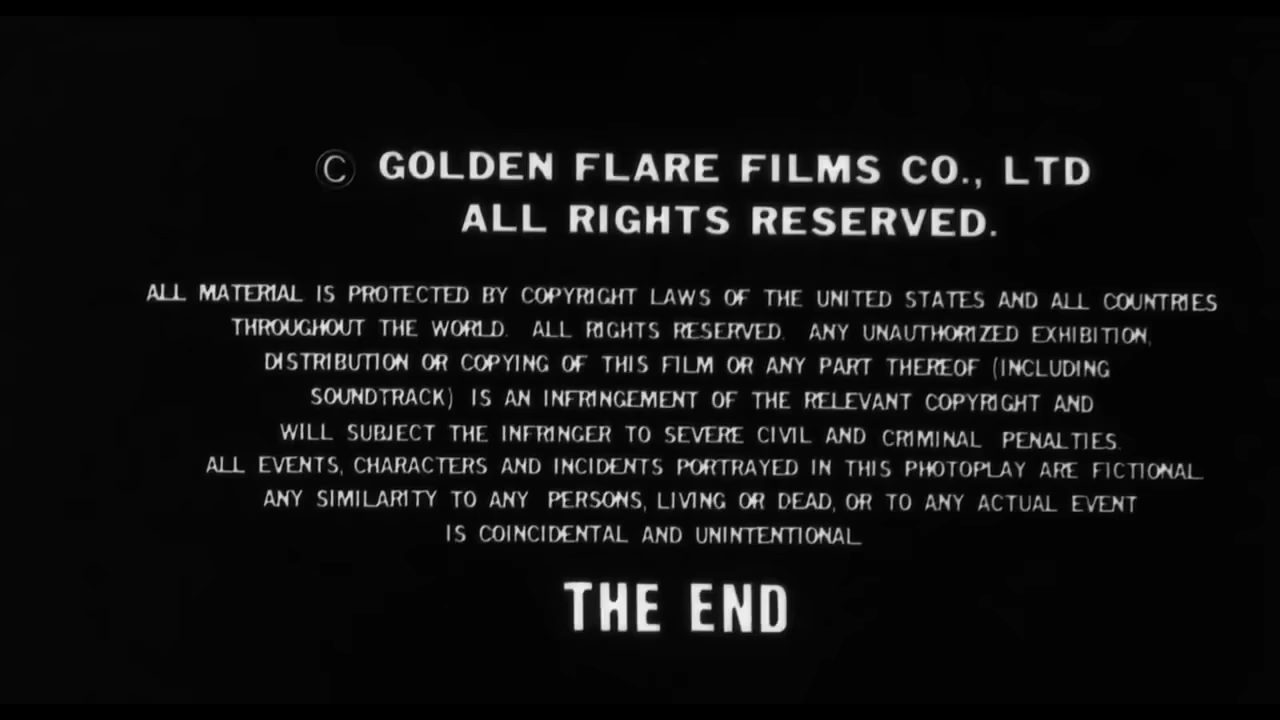 © GOLDEN FLARE FILMS CO., LTD
ALL RIGHTS RESERVED.
ALL MATERIAL IS PROTECTED BY COPYRIGHT LAWS OF THE UNITED STATES AND ALL COUNTRIES
THROUGHOUT THE WORLD. ALL RIGHTS RESERVED. ANY UNAUTHORIZED EXHIBITION,
DISTRIBUTION OR COPYING OF THIS FILM OR ANY PART THEREOF (INCLUDING
SOUNDTRACK) IS AN INFRINGEMENT OF THE RELEVANT COPYRIGHT AND
WILL SUBJECT THE INFRINGER TO SEVERE CIVIL AND CRIMINAL PENALTIES.
ALL EVENTS, CHARACTERS AND INCIDENTS PORTRAYED IN THIS PHOTOPLAY ARE FICTIONAL.
ANY SIMILARITY TO ANY PERSONS, LIVING OR DEAD, OR TO ANY ACTUAL EVENT
IS COINCIDENTAL AND UNINTENTIONAL.
THE END